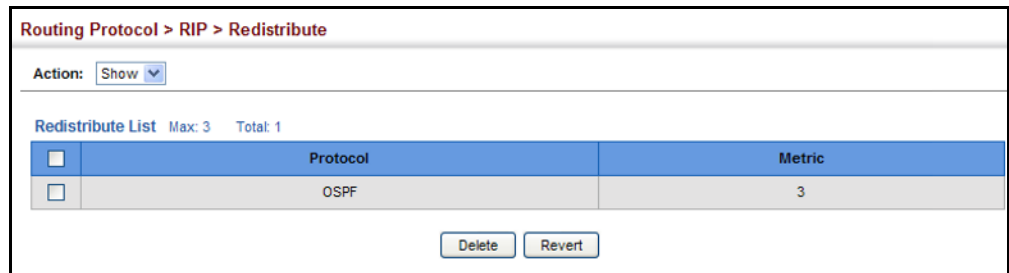 Routing Protocol > RIP > Redistribute
Action: Show
Redistribute List Max: 3 Total: 1
Protocol Metric
OSPF 3
Delete Revert